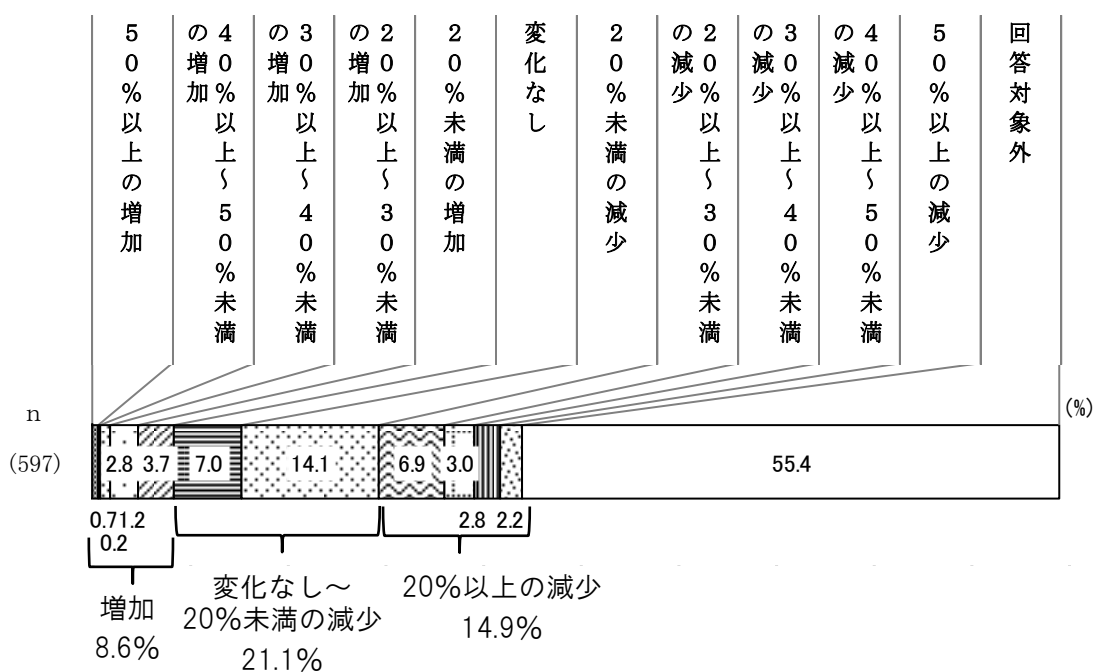 50%以上の増加
40%以上～50%未満
の増加
30%以上～40%未満
の増加
20%以上～30%未満
の増加
20%未満の増加
変化なし
20%未満の減少
20%以上～30%未満
の減少
30%以上～40%未満
の減少
40%以上～50%未満
の減少
50%以上の減少
回答対象外
n
(%)
(597)
2.8 3.7 7.0 14.1 6.9 3.0 55.4
0.7 1.2 2.8 2.2
0.2
増加
8.6%
変化なし～
20%未満の減少
21.1%
20%以上の減少
14.9%